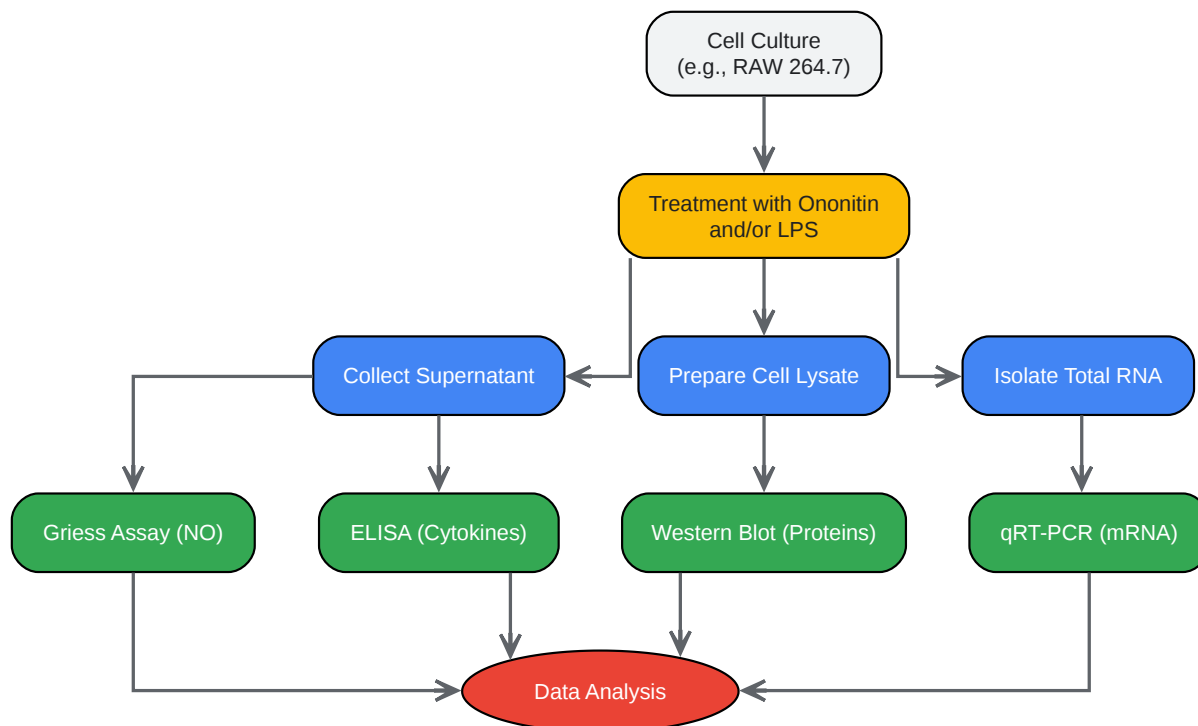 Cell Culture
(e.g., RAW 264.7)
Treatment with Ononitin
and/or LPS
Collect Supernatant
Prepare Cell Lysate
Isolate Total RNA
Griess Assay (NO)
ELISA (Cytokines)
Western Blot (Proteins)
qRT-PCR (mRNA)
Data Analysis